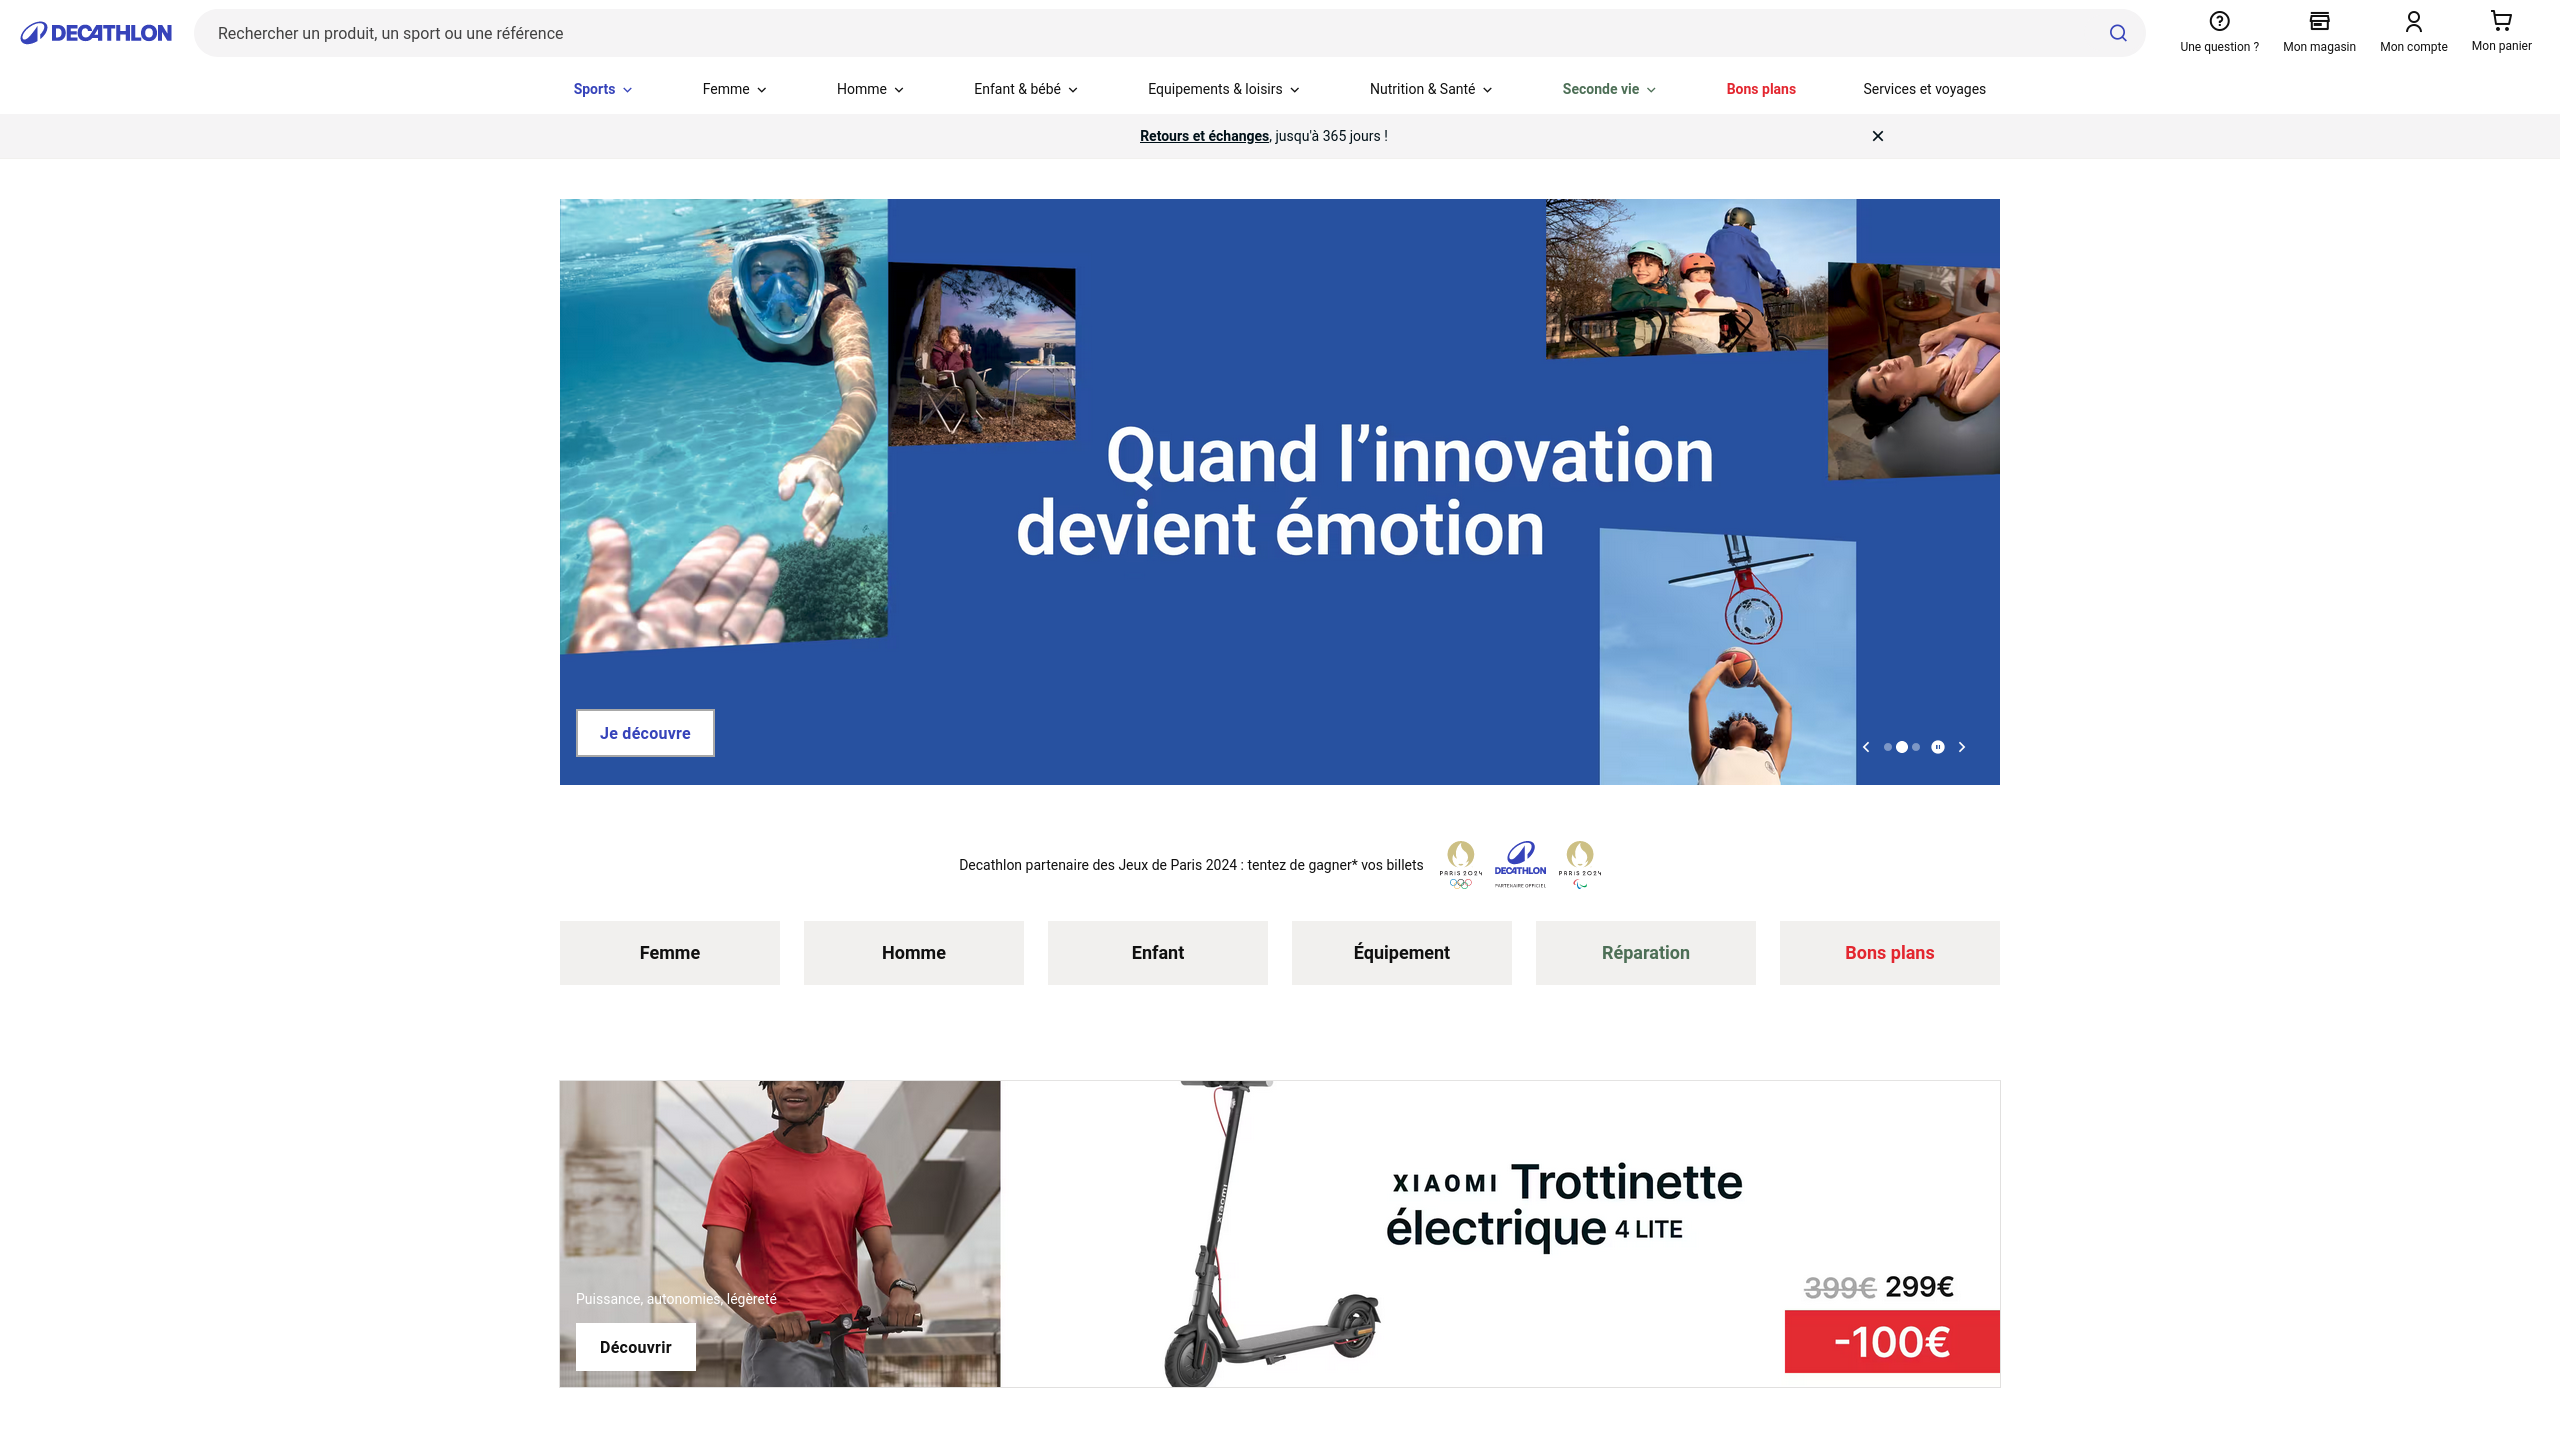 DECATHLON
Rechercher un produit, un sport ou une référence
Une question ?
Mon magasin
Mon compte
Mon panier
Sports
Femme
Homme
Enfant & bébé
Equipements & loisirs
Nutrition & Santé
Seconde vie
Bons plans
Services et voyages
Retours et échanges, jusqu'à 365 jours !
Quand l’innovation
devient émotion
Je découvre
Decathlon partenaire des Jeux de Paris 2024 : tentez de gagner* vos billets
PARIS 2024
DECATHLON
PARTENAIRE OFFICIEL
PARIS 2024
Femme
Homme
Enfant
Équipement
Réparation
Bons plans
Puissance, autonomies, légèreté
Découvrir
xiaomi
XIAOMI Trottinette
électrique 4 LITE
399€ 299€
-100€